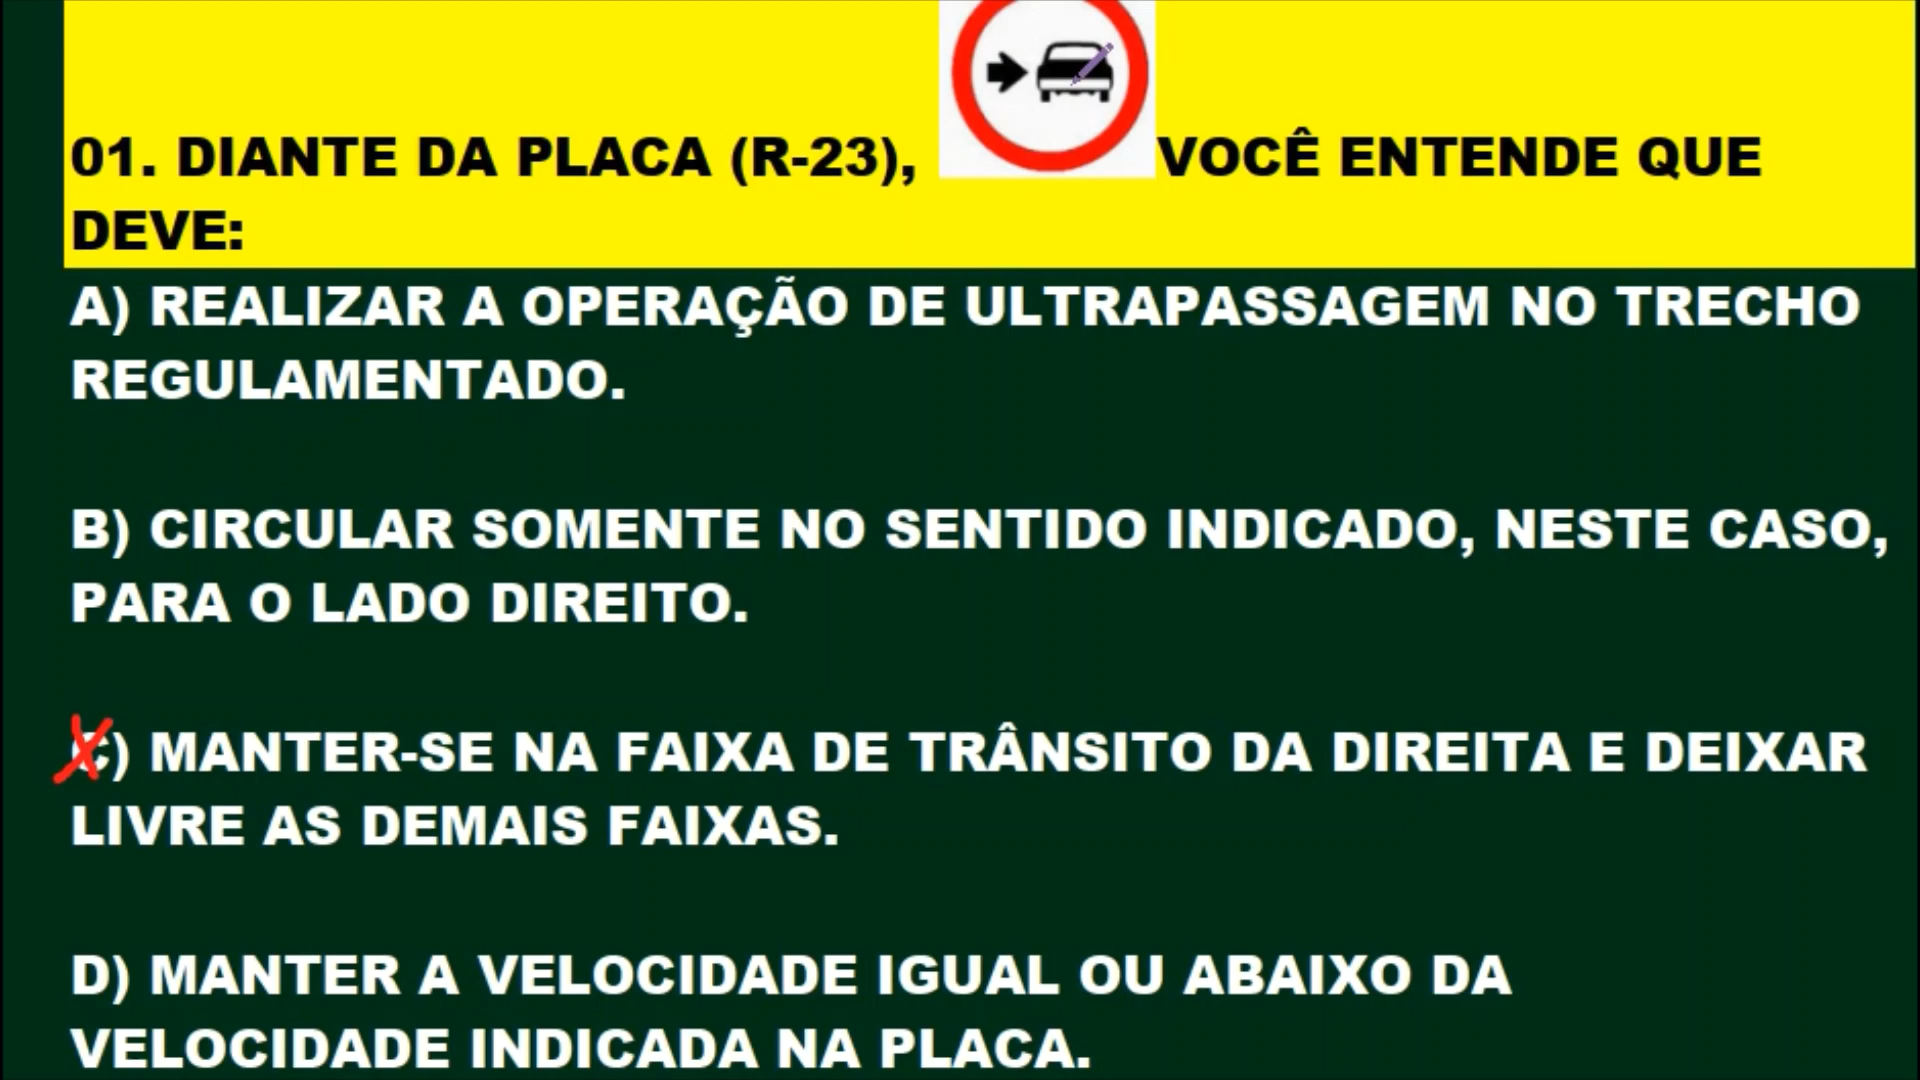 01. DIANTE DA PLACA (R-23), VOCÊ ENTENDE QUE
DEVE:
A) REALIZAR A OPERAÇÃO DE ULTRAPASSAGEM NO TRECHO
REGULAMENTADO.
B) CIRCULAR SOMENTE NO SENTIDO INDICADO, NESTE CASO,
PARA O LADO DIREITO.
C) MANTER-SE NA FAIXA DE TRÂNSITO DA DIREITA E DEIXAR
LIVRE AS DEMAIS FAIXAS.
D) MANTER A VELOCIDADE IGUAL OU ABAIXO DA
VELOCIDADE INDICADA NA PLACA.